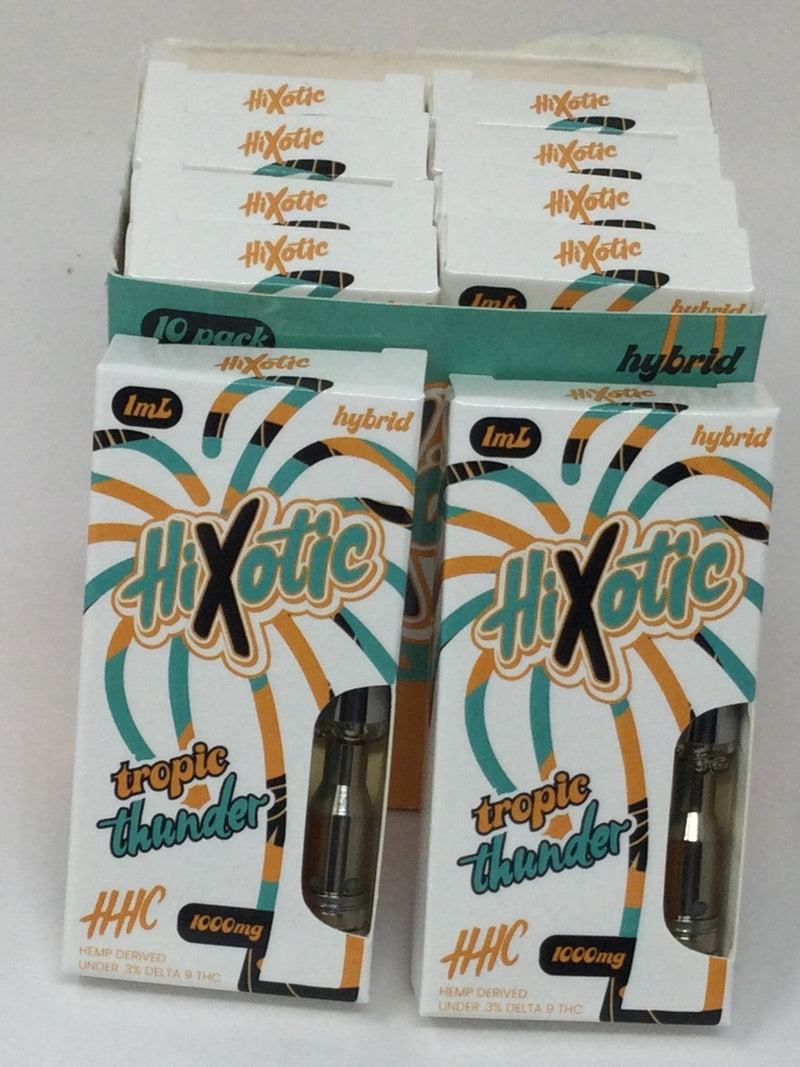 HiXotic
HiXotic
HiXotic
HiXotic
HiXotic
HiXotic
HiXotic
HiXotic
1mL
hybrid
10 pack
hybrid
HiXotic
1mL
hybrid
HiXotic
tropic
thunder
HHC
1000mg
HEMP DERIVED
UNDER .3% DELTA 9 THC
HiXotic
1mL
hybrid
HiXotic
tropic
thunder
HHC
1000mg
HEMP DERIVED
UNDER .3% DELTA 9 THC